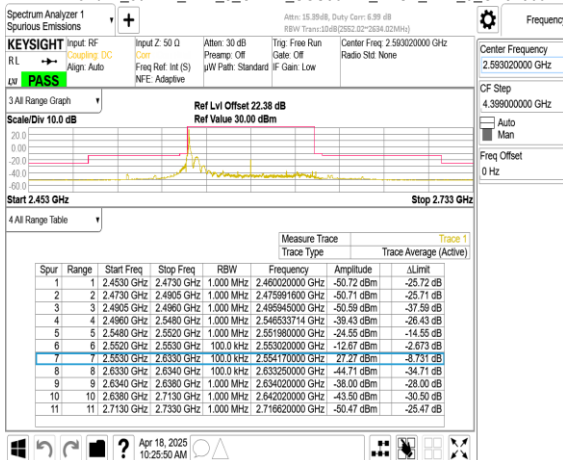 Spectrum Analyzer 1
Spurious Emissions
Attn: 15.39dB, Duty Corr: 6.99 dB
RBW Trans:10dB(2552.02~2634.02MHz)
Frequency
KEYSIGHT
RL
LXI
PASS
Input: RF
Coupling: DC
Align: Auto
Input Z: 50 Ω
Corr
Freq Ref: Int (S)
NFE: Adaptive
Atten: 30 dB
Preamp: Off
µW Path: Standard
Trig: Free Run
Gate: Off
IF Gain: Low
Center Freq: 2.593020000 GHz
Radio Std: None
Center Frequency
2.593020000 GHz
CF Step
4.399000000 GHz
Auto
Man
Freq Offset
0 Hz
3 All Range Graph
Scale/Div 10.0 dB
Ref Lvl Offset 22.38 dB
Ref Value 30.00 dBm
20.0
0.00
-20.0
-40.0
-60.0
Start 2.453 GHz
Stop 2.733 GHz
4 All Range Table
Measure Trace Trace 1
Trace Type Trace Average (Active)
Spur Range Start Freq Stop Freq RBW Frequency Amplitude ΔLimit
1 1 2.4530 GHz 2.4730 GHz 1.000 MHz 2.460020000 GHz -50.72 dBm -25.72 dB
2 2 2.4730 GHz 2.4905 GHz 1.000 MHz 2.475991600 GHz -50.71 dBm -25.71 dB
3 3 2.4905 GHz 2.4960 GHz 1.000 MHz 2.495945000 GHz -50.59 dBm -37.59 dB
4 4 2.4960 GHz 2.5480 GHz 1.000 MHz 2.546533714 GHz -39.43 dBm -26.43 dB
5 5 2.5480 GHz 2.5520 GHz 1.000 MHz 2.551980000 GHz -24.55 dBm -14.55 dB
6 6 2.5520 GHz 2.5530 GHz 100.0 kHz 2.553020000 GHz -12.67 dBm -2.673 dB
7 7 2.5530 GHz 2.6330 GHz 100.0 kHz 2.554170000 GHz 27.27 dBm -8.731 dB
8 8 2.6330 GHz 2.6340 GHz 100.0 kHz 2.633250000 GHz -44.71 dBm -34.71 dB
9 9 2.6340 GHz 2.6380 GHz 1.000 MHz 2.634020000 GHz -38.00 dBm -28.00 dB
10 10 2.6380 GHz 2.7130 GHz 1.000 MHz 2.642020000 GHz -43.50 dBm -30.50 dB
11 11 2.7130 GHz 2.7330 GHz 1.000 MHz 2.716620000 GHz -50.47 dBm -25.47 dB
Apr 18, 2025
10:25:50 AM